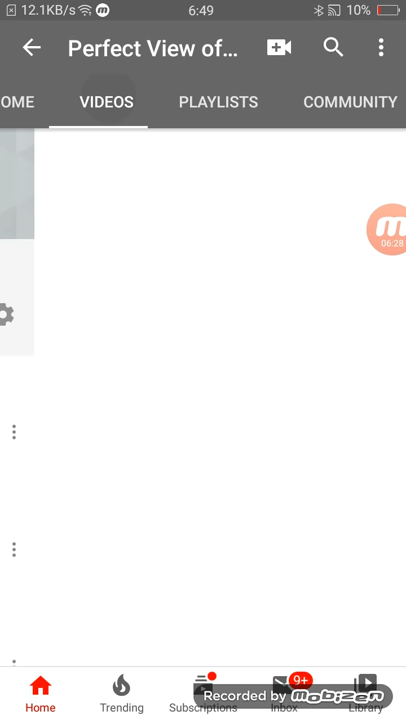 12.1KB/s 6:49 10%
Perfect View of...
OME VIDEOS PLAYLISTS COMMUNITY
m
06:28
9+
Home Trending Subscriptions Inbox Library
Recorded by mobizen